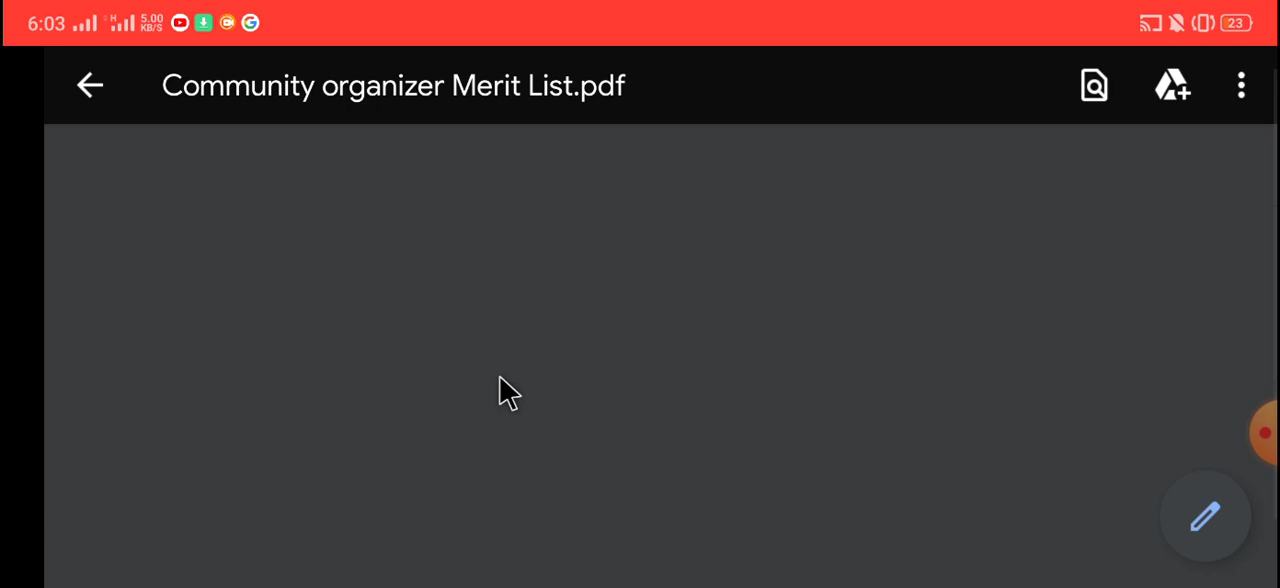 6:03 H 5.00 KB/S 23
Community organizer Merit List.pdf